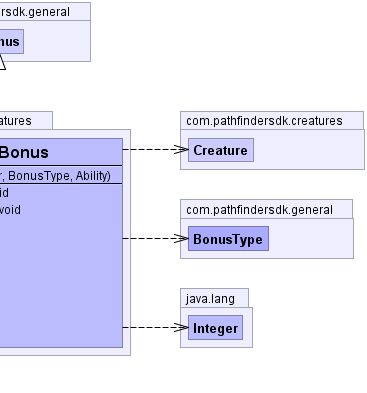 rsdk.general
nus
atures
Bonus
r, BonusType, Ability)
id
void
com.pathfindersdk.creatures
Creature
com.pathfindersdk.general
BonusType
java.lang
Integer